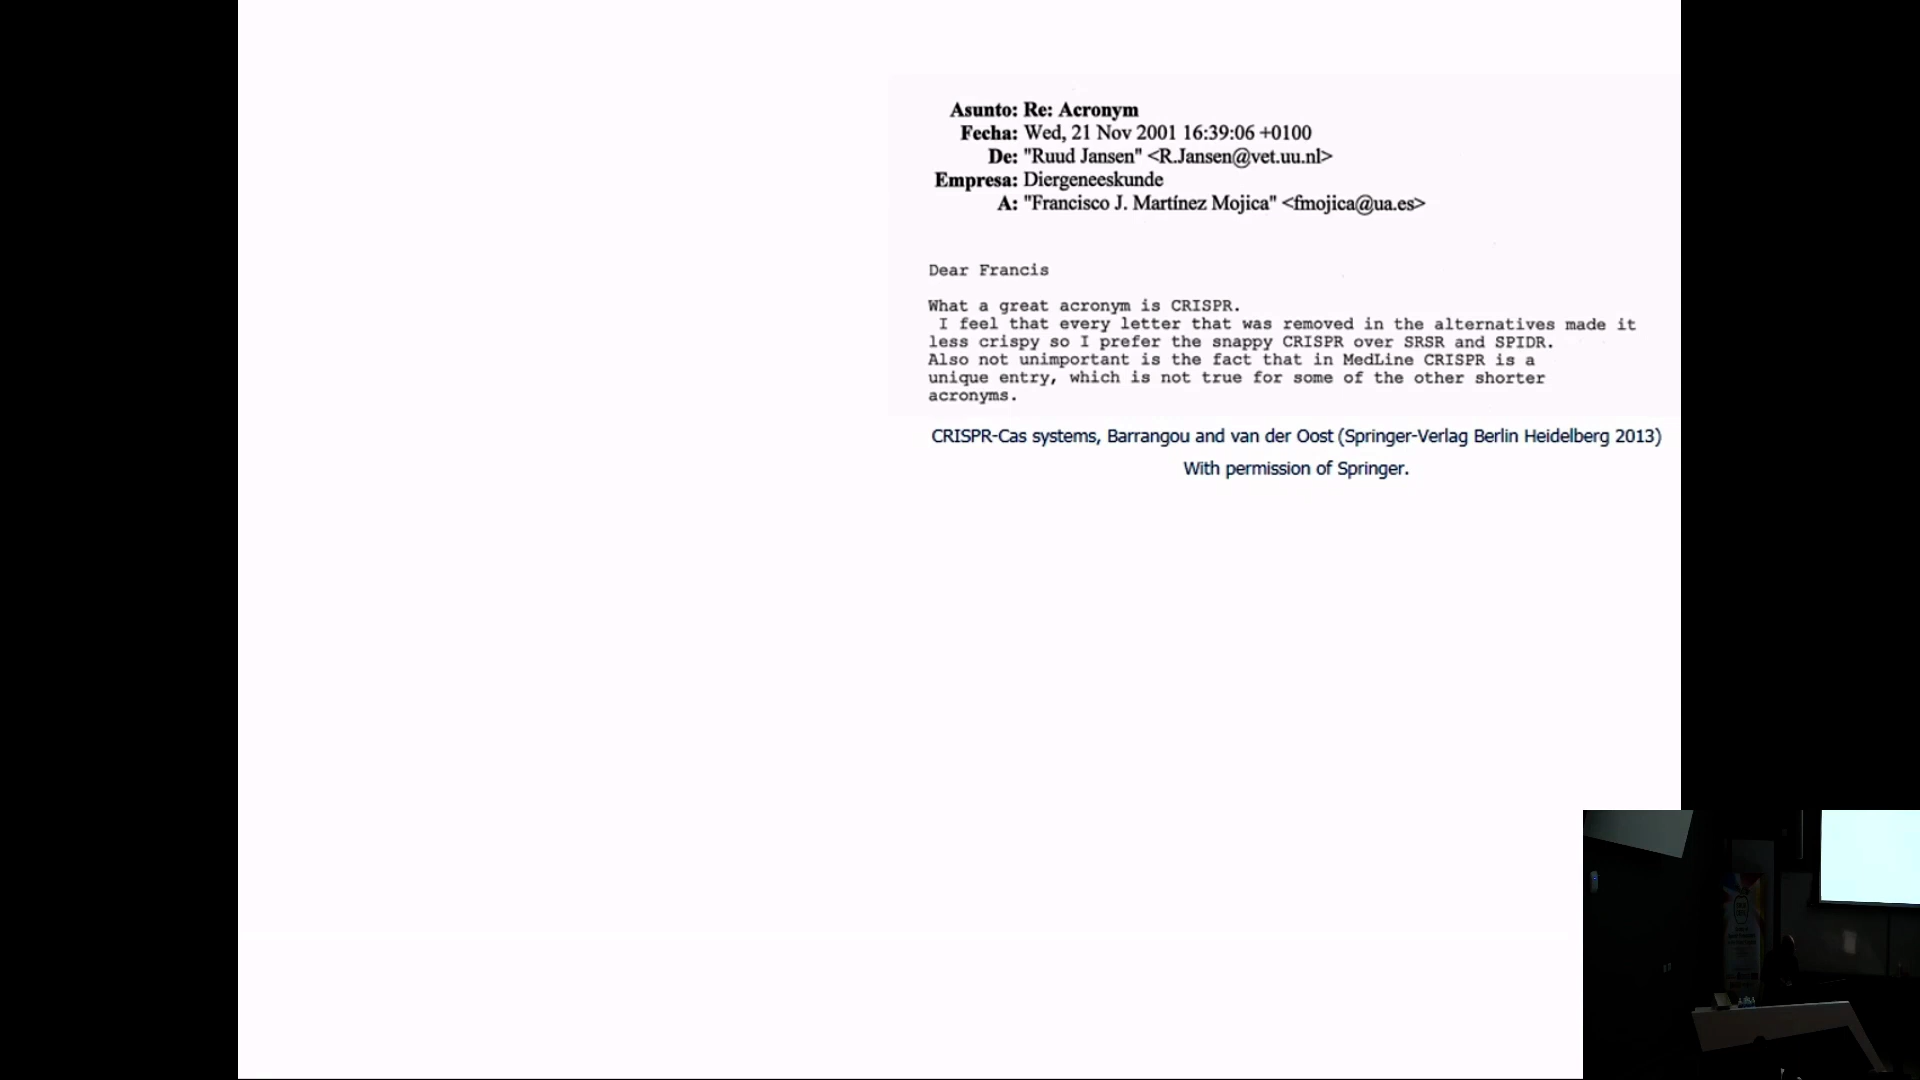 Asunto: Re: Acronym
Fecha: Wed, 21 Nov 2001 16:39:06 +0100
De: "Ruud Jansen" <R.Jansen@vet.uu.nl>
Empresa: Diergeneeskunde
A: "Francisco J. Martínez Mojica" <fmojica@ua.es>
Dear Francis
What a great acronym is CRISPR.
I feel that every letter that was removed in the alternatives made it
less crispy so I prefer the snappy CRISPR over SRSR and SPIDR.
Also not unimportant is the fact that in MedLine CRISPR is a
unique entry, which is not true for some of the other shorter
acronyms.
CRISPR-Cas systems, Barrangou and van der Oost (Springer-Verlag Berlin Heidelberg 2013)
With permission of Springer.